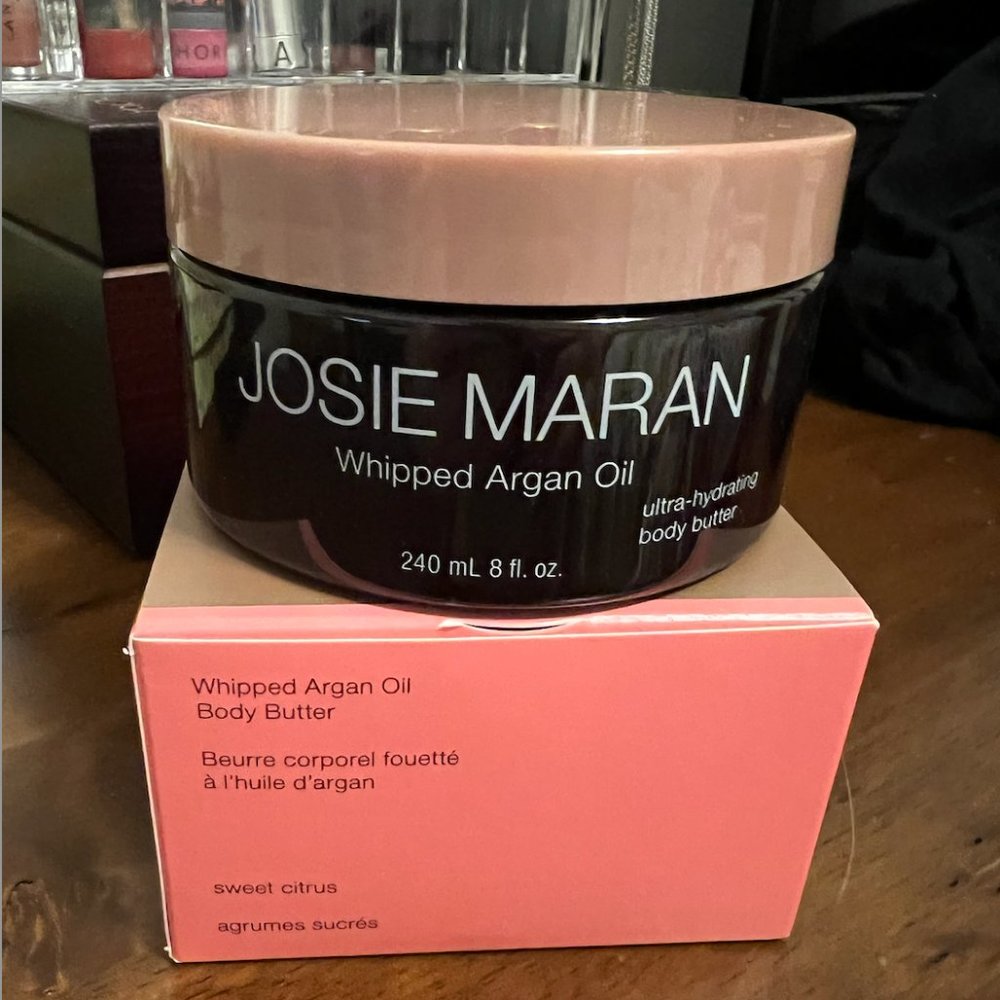 HOR
A
JOSIE MARAN
Whipped Argan Oil
ultra-hydrating
body butter
240 mL 8 fl. oz.
Whipped Argan Oil
Body Butter
Beurre corporel fouetté
à l'huile d'argan
sweet citrus
agrumes sucrés